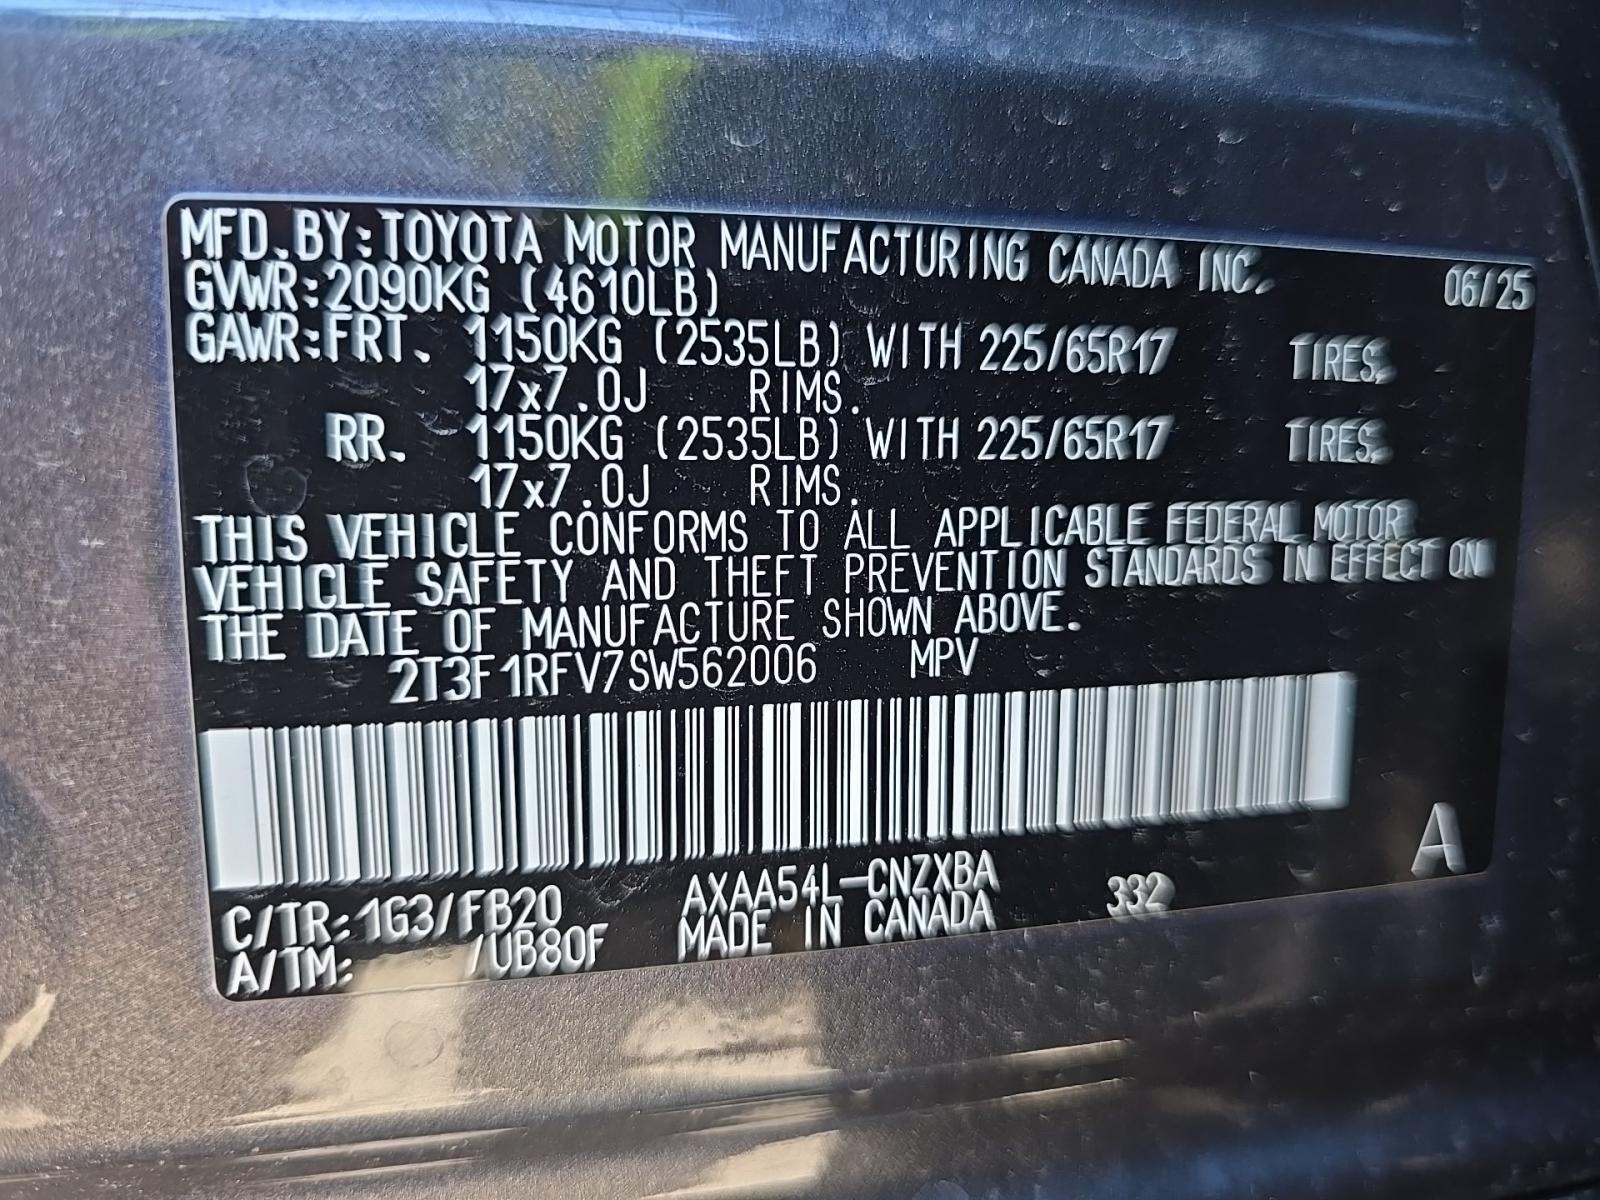 MFD.BY:TOYOTA MOTOR MANUFACTURING CANADA INC. 06/25
GVWR:2090KG (4610LB)
GAWR:FRT. 1150KG (2535LB) WITH 225/65R17 TIRES,
17x7.0J RIMS.
RR. 1150KG (2535LB) WITH 225/65R17 TIRES,
17x7.0J RIMS.
THIS VEHICLE CONFORMS TO ALL APPLICABLE FEDERAL MOTOR
VEHICLE SAFETY AND THEFT PREVENTION STANDARDS IN EFFECT ON
THE DATE OF MANUFACTURE SHOWN ABOVE.
2T3F1RFV7SW562006 MPV
A
C/TR:1G3/FB20 AXAA54L-CNZXBA 332
A/TM: /UB80F MADE IN CANADA